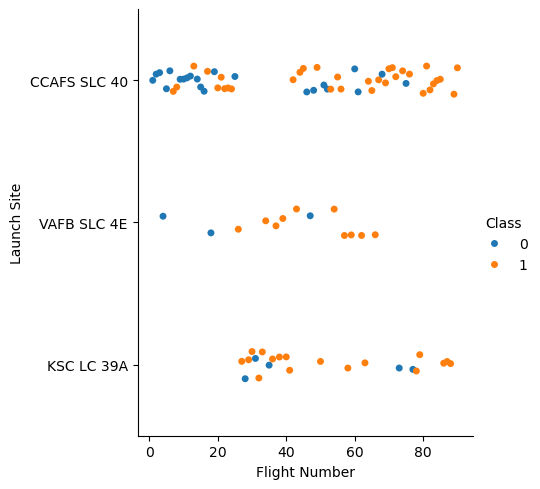 CCAFS SLC 40
VAFB SLC 4E
KSC LC 39A
Launch Site
0 20 40 60 80
Flight Number
Class
0
1